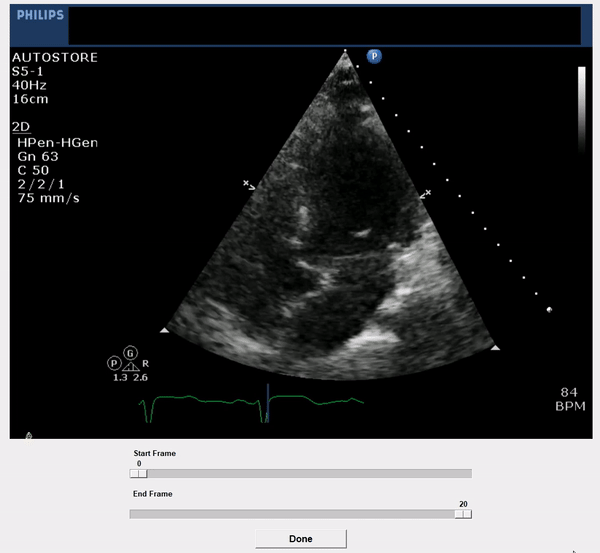 PHILIPS
P
AUTOSTORE
S5-1
40Hz
16cm
2D
HPen-HGen
Gn 63
C 50
2/2/1
75 mm/s
G
P R
1.3 2.6
84
BPM
Start Frame
0
End Frame
20
Done